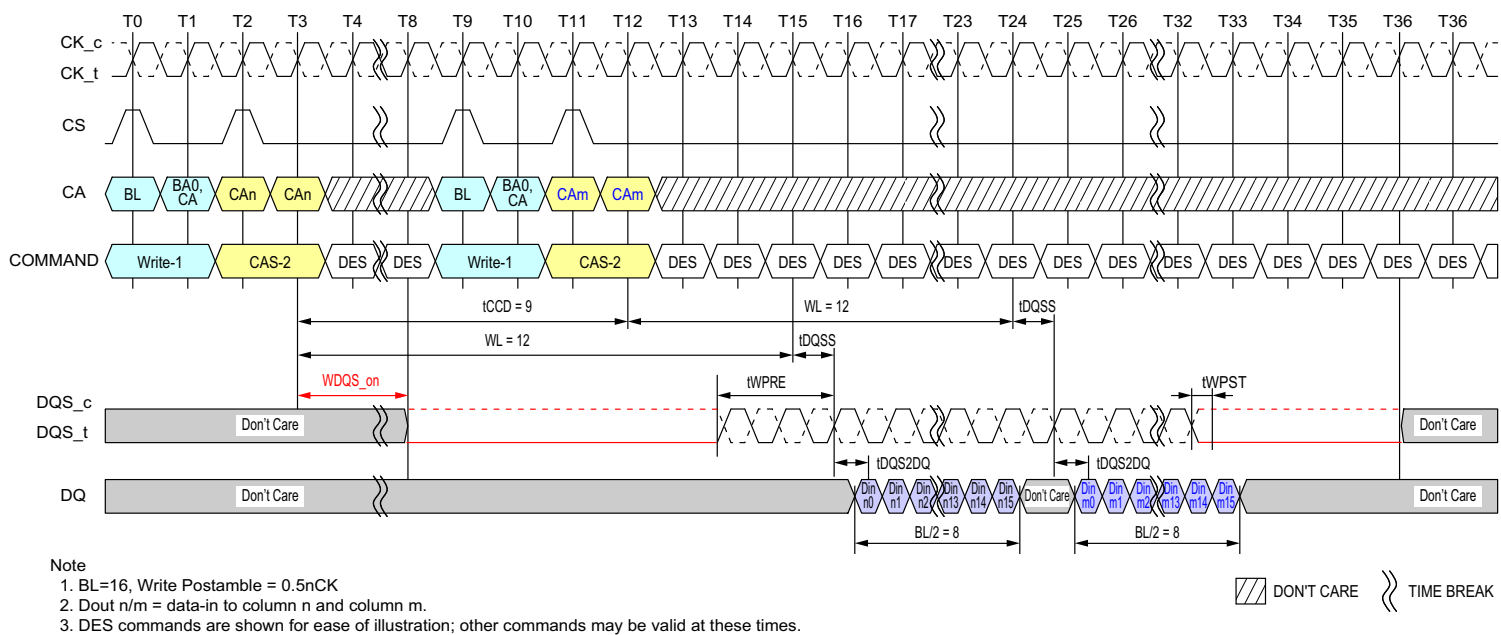 T0 T1 T2 T3 T4 T8 T9 T10 T11 T12 T13 T14 T15 T16 T17 T23 T24 T25 T26 T32 T33 T34 T35 T36 T36
CK_c
CK_t
CS
CA BL BA0, CA CAn CAn BL BA0, CA CAm CAm
COMMAND Write-1 CAS-2 DES DES Write-1 CAS-2 DES DES DES DES DES DES DES DES DES DES DES DES DES DES DES
tCCD = 9 WL = 12 tDQSS
WL = 12 tDQSS
WDQS_on tWPRE tWPST
DQS_c
DQS_t Don't Care Don't Care
tDQS2DQ tDQS2DQ
DQ Don't Care Din n0 Din n1 Din n2 Din n13 Din n14 Din n15 Don't Care Din m0 Din m1 Din m2 Din m13 Din m14 Din m15 Don't Care
BL/2 = 8 BL/2 = 8
Note
1. BL=16, Write Postamble = 0.5nCK
2. Dout n/m = data-in to column n and column m.
3. DES commands are shown for ease of illustration; other commands may be valid at these times.
DON'T CARE TIME BREAK